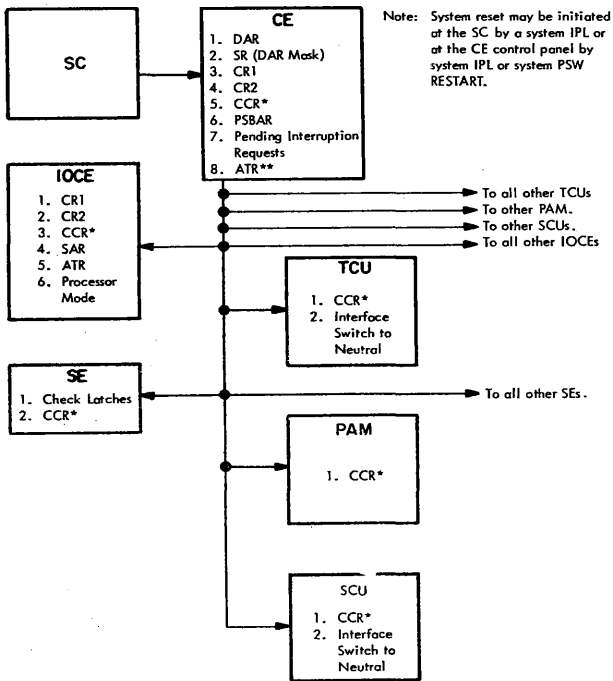 SC
CE
1. DAR
2. SR (DAR Mask)
3. CR1
4. CR2
5. CCR*
6. PSBAR
7. Pending Interruption
Requests
8. ATR**
Note: System reset may be initiated
at the SC by a system IPL or
at the CE control panel by
system IPL or system PSW
RESTART.
IOCE
1. CR1
2. CR2
3. CCR*
4. SAR
5. ATR
6. Processor
Mode
To all other TCUs
To other PAM.
To other SCUs.
To all other IOCEs
TCU
1. CCR*
2. Interface
Switch to
Neutral
SE
1. Check Latches
2. CCR*
To all other SEs.
PAM
1. CCR*
SCU
1. CCR*
2. Interface
Switch to
Neutral